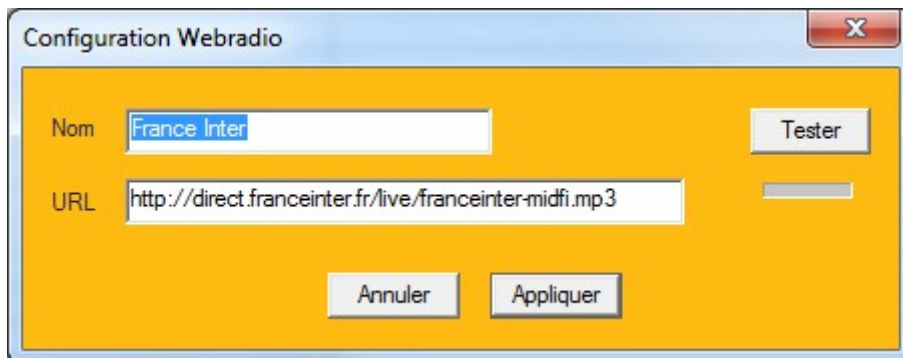 Configuration Webradio
Nom France Inter Tester
URL http://direct.franceinter.fr/live/franceinter-midfi.mp3
Annuler Appliquer